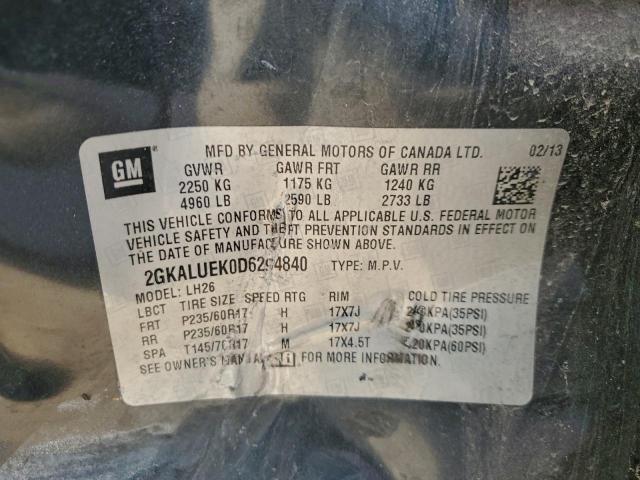 GM
MFD BY GENERAL MOTORS OF CANADA LTD. 02/13
GVWR GAWR FRT GAWR RR
2250 KG 1175 KG 1240 KG
4960 LB 2590 LB 2733 LB
THIS VEHICLE CONFORMS TO ALL APPLICABLE U.S. FEDERAL MOTOR
VEHICLE SAFETY AND THEFT PREVENTION STANDARDS IN EFFECT ON
THE DATE OF MANUFACTURE SHOWN ABOVE.
2GKALUEK0D6294840 TYPE: M.P.V.
MODEL: LH26
LBCT TIRE SIZE SPEED RTG RIM COLD TIRE PRESSURE
FRT P235/60R17 H 17X7J
RR P235/60R17 H 17X7J
SPA T145/70R17 M 17X4.5T
SEE OWNER'S MANUAL FOR MORE INFORMATION.